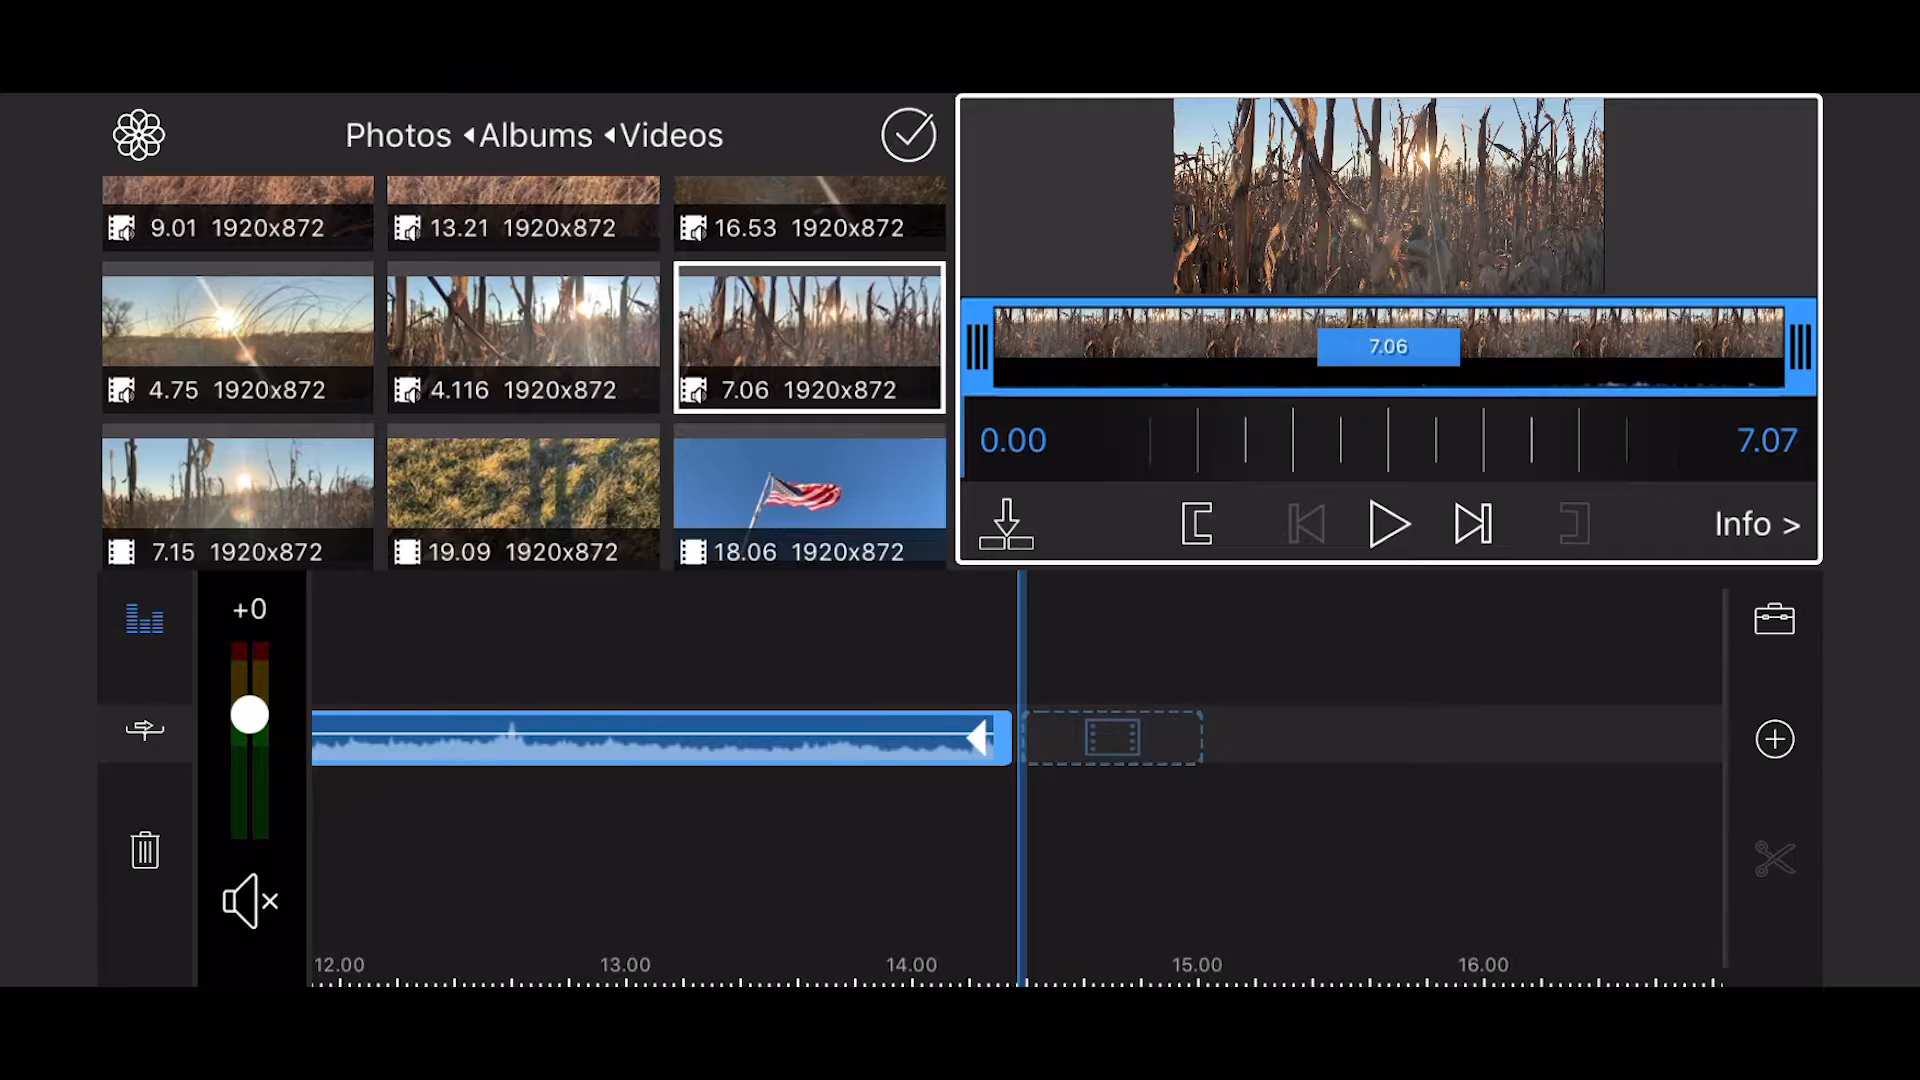 Photos Albums Videos
9.01 1920x872
13.21 1920x872
16.53 1920x872
4.75 1920x872
4.116 1920x872
7.06 1920x872
7.15 1920x872
19.09 1920x872
18.06 1920x872
7.06
0.00
7.07
Info >
+0
12.00
13.00
14.00
15.00
16.00